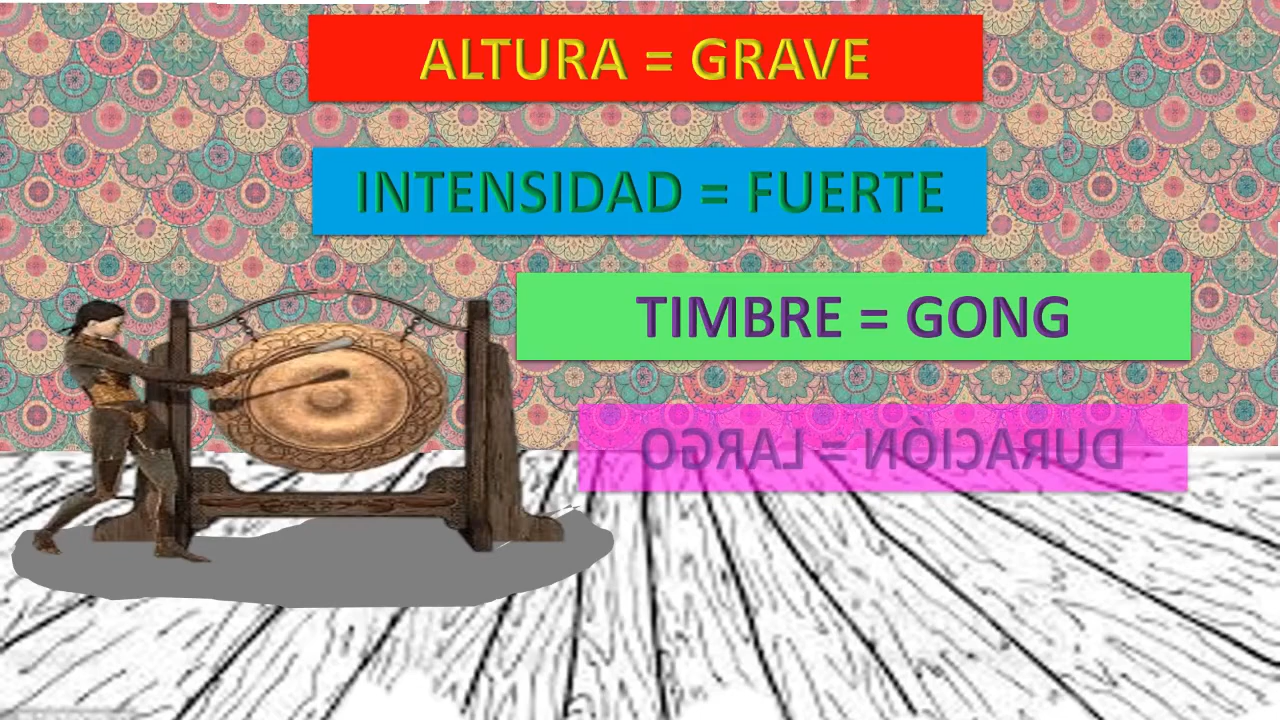 ALTURA = GRAVE
INTENSIDAD = FUERTE
TIMBRE = GONG
DURACIÓN = LARGO